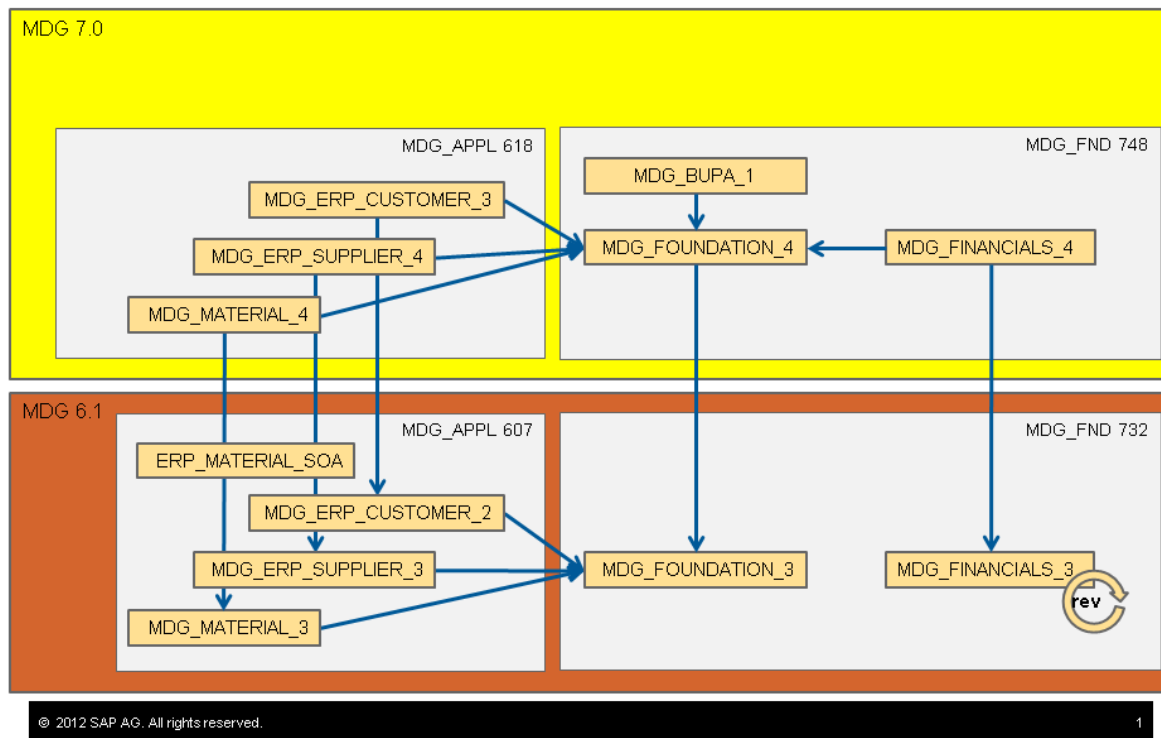 MDG 7.0
MDG_APPL 618
MDG_FND 748
MDG_BUPA_1
MDG_ERP_CUSTOMER_3
MDG_ERP_SUPPLIER_4
MDG_FOUNDATION_4
MDG_FINANCIALS_4
MDG_MATERIAL_4
MDG 6.1
MDG_APPL 607
MDG_FND 732
ERP_MATERIAL_SOA
MDG_ERP_CUSTOMER_2
MDG_ERP_SUPPLIER_3
MDG_FOUNDATION_3
MDG_FINANCIALS_3
rev
MDG_MATERIAL_3
© 2012 SAP AG. All rights reserved.
1